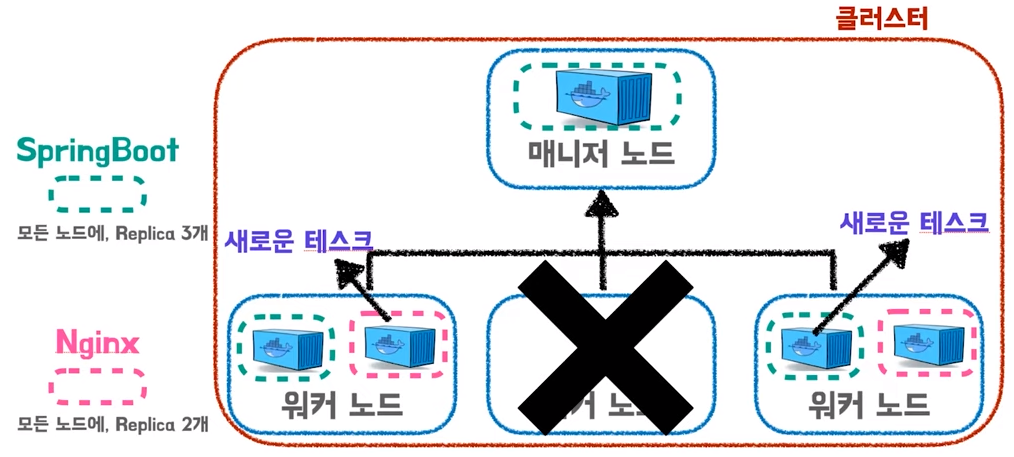 클러스터
매니저 노드
SpringBoot
모든 노드에, Replica 3개
새로운 테스크
새로운 테스크
Nginx
모든 노드에, Replica 2개
워커 노드
커 노
워커 노드